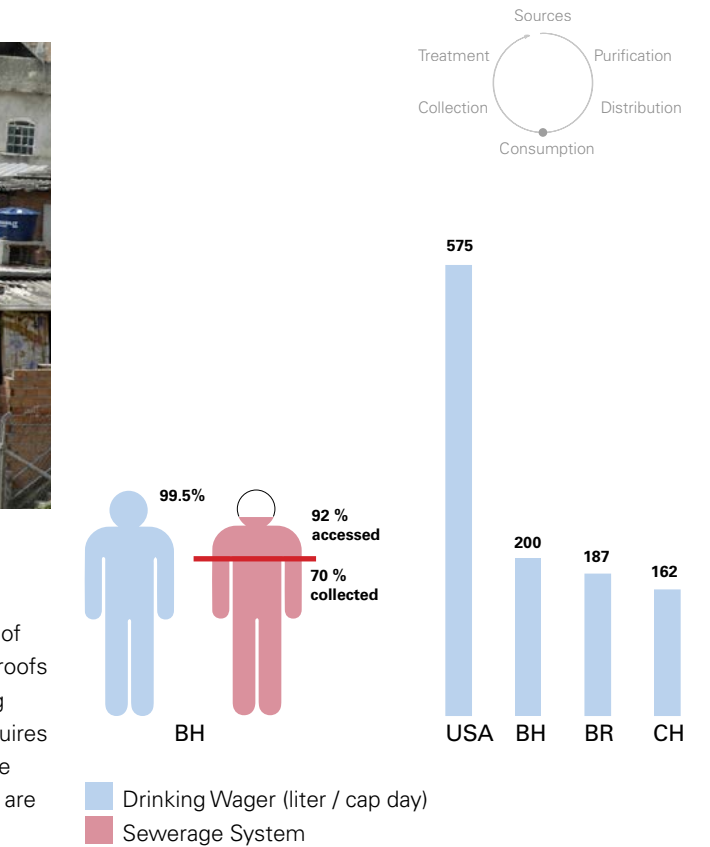 Sources
Treatment
Purification
Collection
Distribution
Consumption
575
99.5%
92 %
accessed
200
187
162
70 %
collected
of
roofs
g
uires
e
are
BH
USA
BH
BR
CH
Drinking Wager (liter / cap day)
Sewerage System